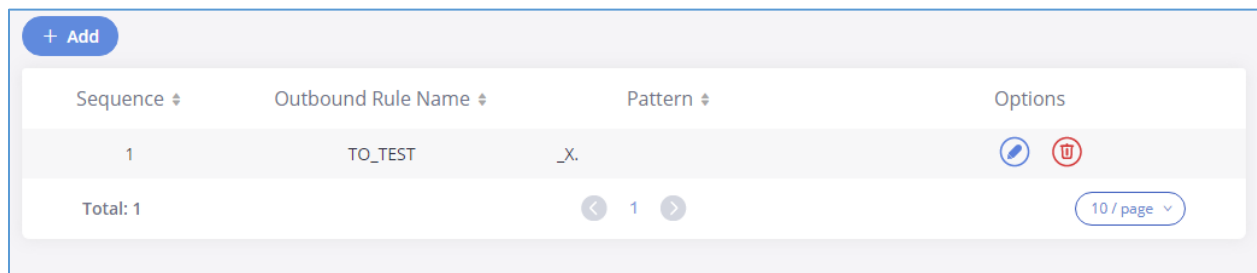 + Add
Sequence Outbound Rule Name Pattern Options
1 TO_TEST _X.
Total: 1 1 10 / page